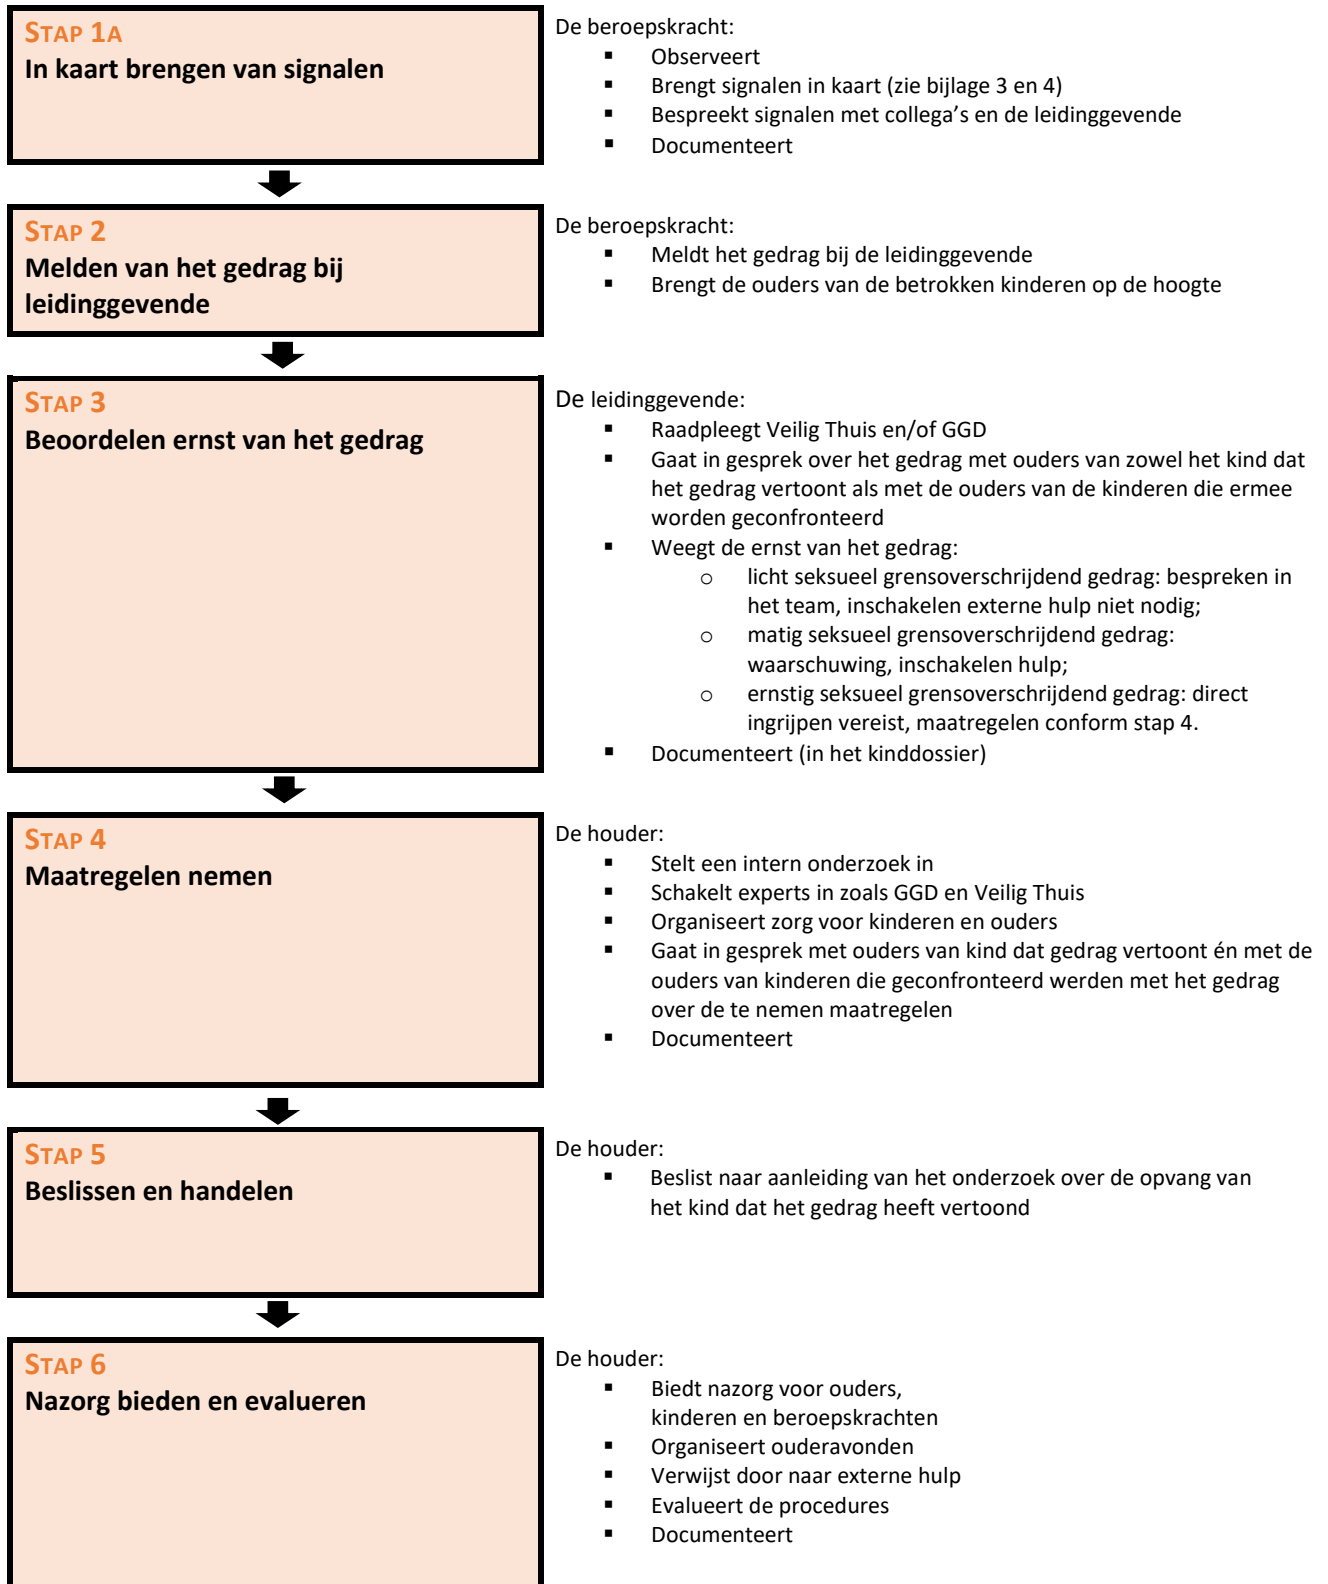 STAP 1A
In kaart brengen van signalen
De beroepskracht:
▪ Observeert
▪ Brengt signalen in kaart (zie bijlage 3 en 4)
▪ Bespreekt signalen met collega’s en de leidinggevende
▪ Documenteert
STAP 2
Melden van het gedrag bij
leidinggevende
De beroepskracht:
▪ Meldt het gedrag bij de leidinggevende
▪ Brengt de ouders van de betrokken kinderen op de hoogte
STAP 3
Beoordelen ernst van het gedrag
De leidinggevende:
▪ Raadpleegt Veilig Thuis en/of GGD
▪ Gaat in gesprek over het gedrag met ouders van zowel het kind dat
het gedrag vertoont als met de ouders van de kinderen die ermee
worden geconfronteerd
▪ Weegt de ernst van het gedrag:
o licht seksueel grensoverschrijdend gedrag: bespreken in
het team, inschakelen externe hulp niet nodig;
o matig seksueel grensoverschrijdend gedrag:
waarschuwing, inschakelen hulp;
o ernstig seksueel grensoverschrijdend gedrag: direct
ingrijpen vereist, maatregelen conform stap 4.
▪ Documenteert (in het kinddossier)
STAP 4
Maatregelen nemen
De houder:
▪ Stelt een intern onderzoek in
▪ Schakelt experts in zoals GGD en Veilig Thuis
▪ Organiseert zorg voor kinderen en ouders
▪ Gaat in gesprek met ouders van kind dat gedrag vertoont én met de
ouders van kinderen die geconfronteerd werden met het gedrag
over de te nemen maatregelen
▪ Documenteert
STAP 5
Beslissen en handelen
De houder:
▪ Beslist naar aanleiding van het onderzoek over de opvang van
het kind dat het gedrag heeft vertoond
STAP 6
Nazorg bieden en evalueren
De houder:
▪ Biedt nazorg voor ouders,
kinderen en beroepskrachten
▪ Organiseert ouderavonden
▪ Verwijst door naar externe hulp
▪ Evalueert de procedures
▪ Documenteert